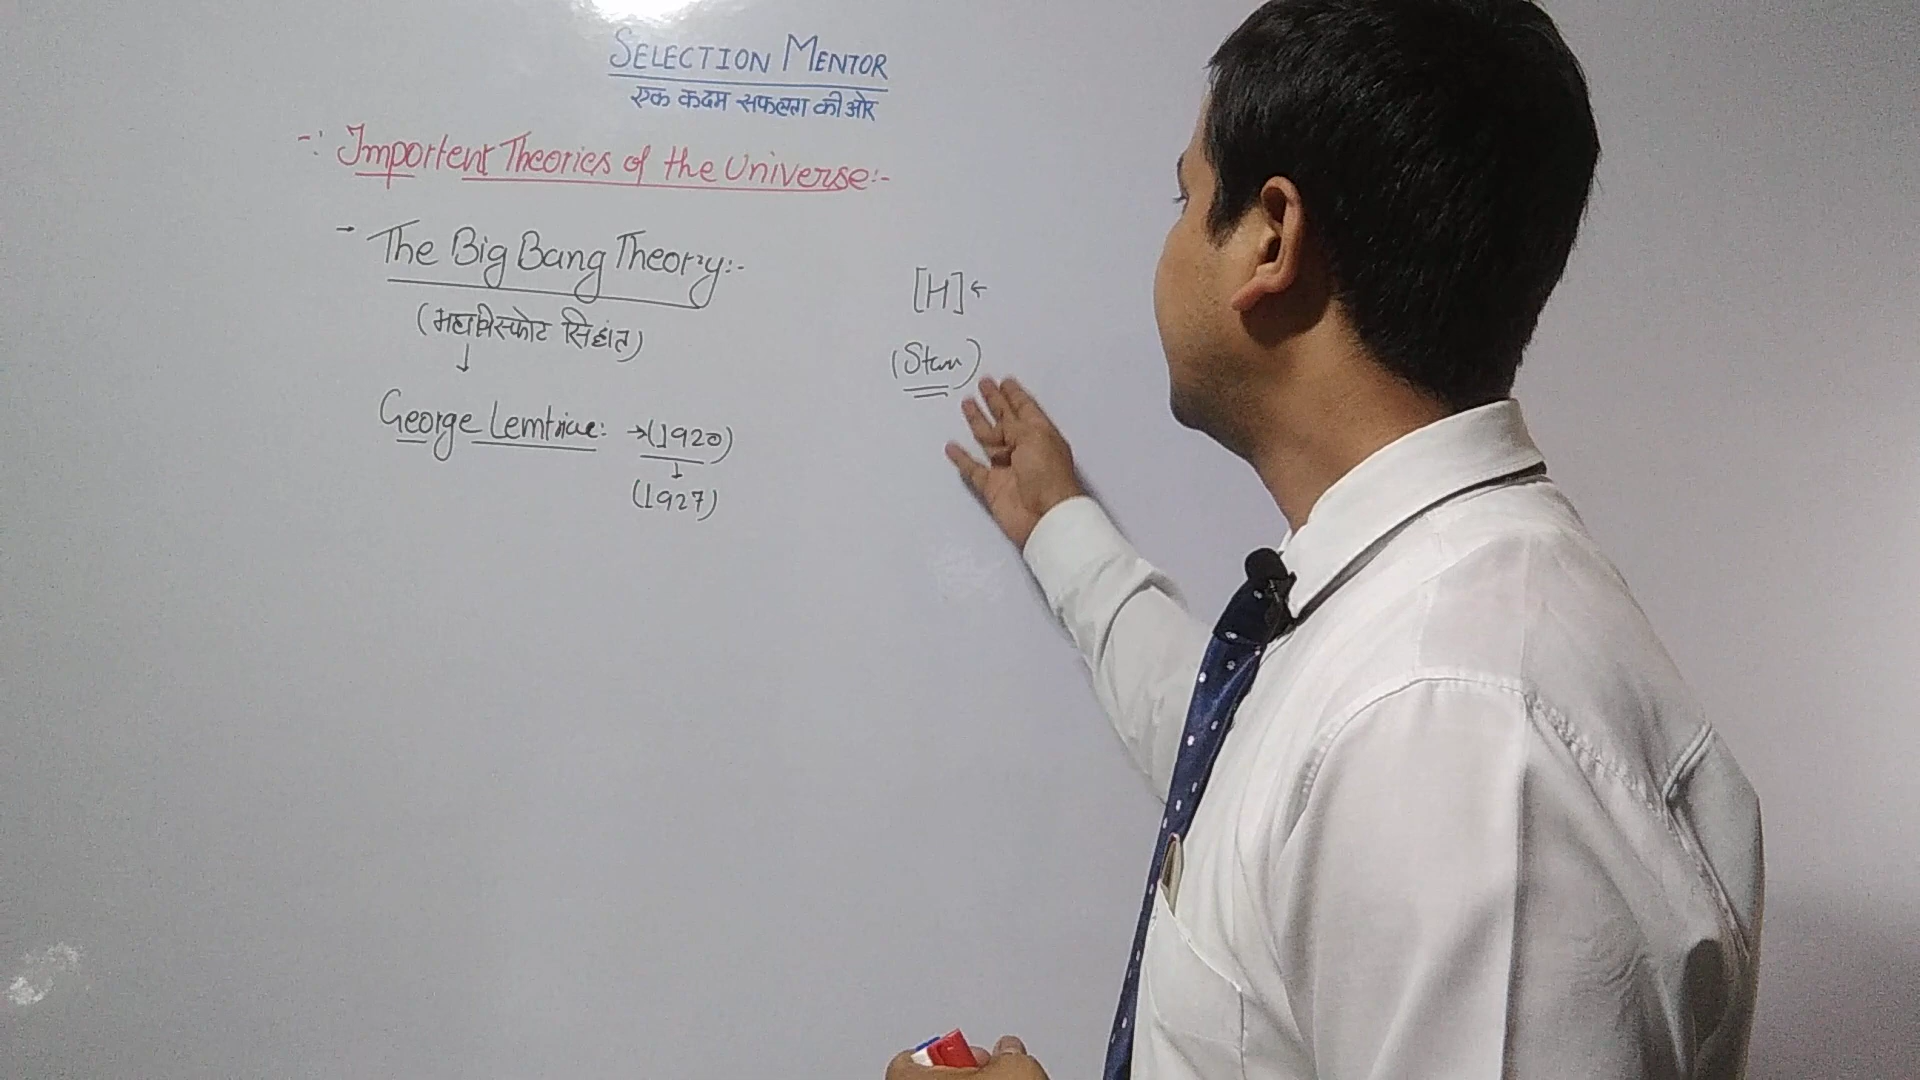 SELECTION MENTOR
एक कदम सफलता की ओर
-: Importent Theories of the Universe:-
- The Big Bang Theory:-
(महाविस्फोट सिद्धांत)
↓
George Lemtriue: →(1920)
↓
(1927)
[H]←
(Star)